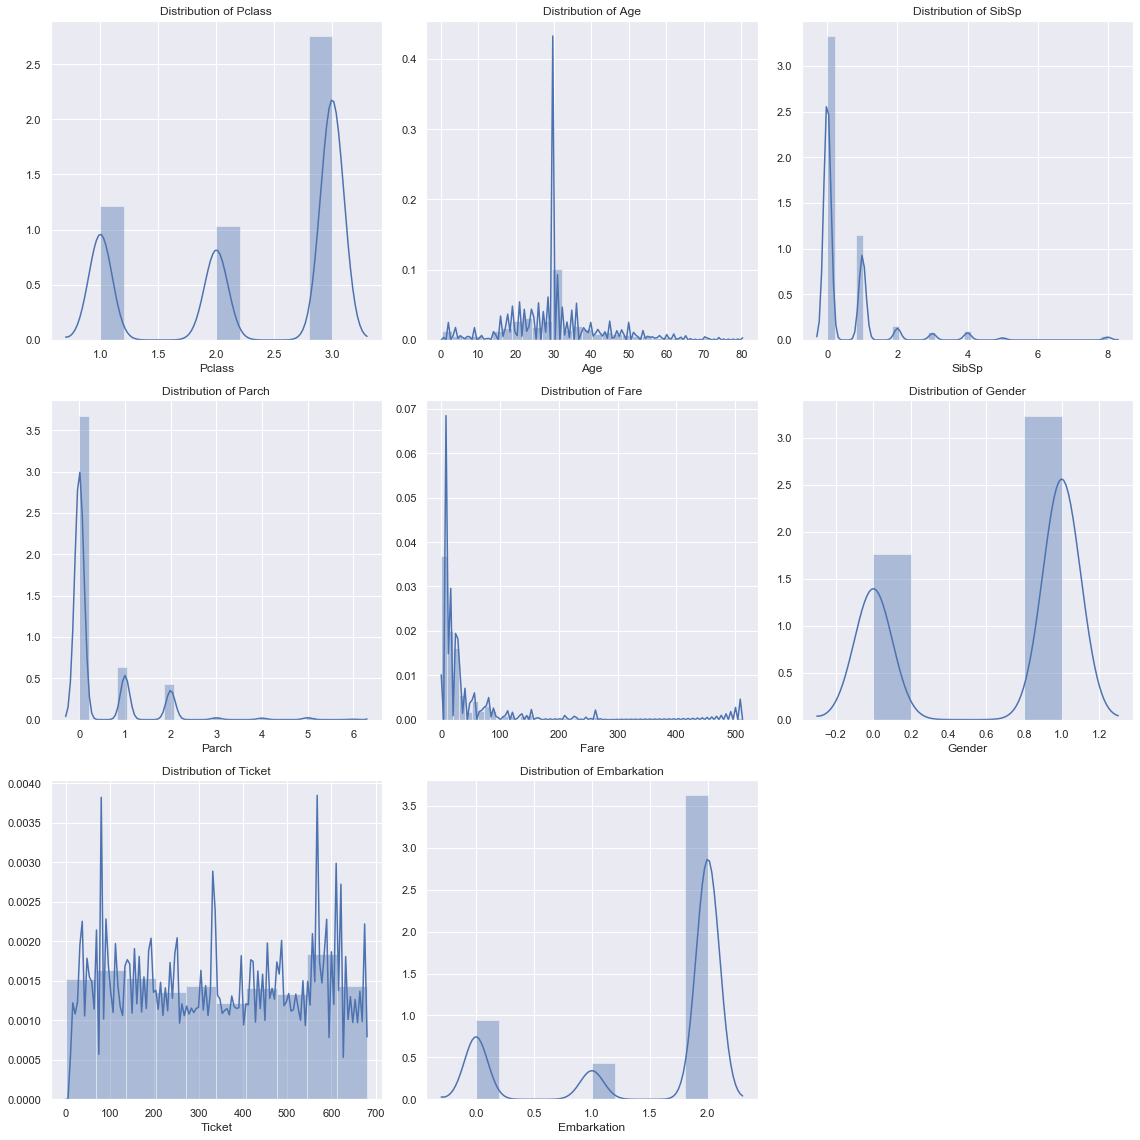 Distribution of Pclass
2.5
2.0
1.5
1.0
0.5
0.0
1.0 1.5 2.0 2.5 3.0
Pclass
Distribution of Age
0.4
0.3
0.2
0.1
0.0
0 10 20 30 40 50 60 70 80
Age
Distribution of SibSp
3.0
2.5
2.0
1.5
1.0
0.5
0.0
0 2 4 6 8
SibSp
Distribution of Parch
3.5
3.0
2.5
2.0
1.5
1.0
0.5
0.0
0 1 2 3 4 5 6
Parch
Distribution of Fare
0.07
0.06
0.05
0.04
0.03
0.02
0.01
0.00
0 100 200 300 400 500
Fare
Distribution of Gender
3.0
2.5
2.0
1.5
1.0
0.5
0.0
−0.2 0.0 0.2 0.4 0.6 0.8 1.0 1.2
Gender
Distribution of Ticket
0.0040
0.0035
0.0030
0.0025
0.0020
0.0015
0.0010
0.0005
0.0000
0 100 200 300 400 500 600 700
Ticket
Distribution of Embarkation
3.5
3.0
2.5
2.0
1.5
1.0
0.5
0.0
0.0 0.5 1.0 1.5 2.0
Embarkation